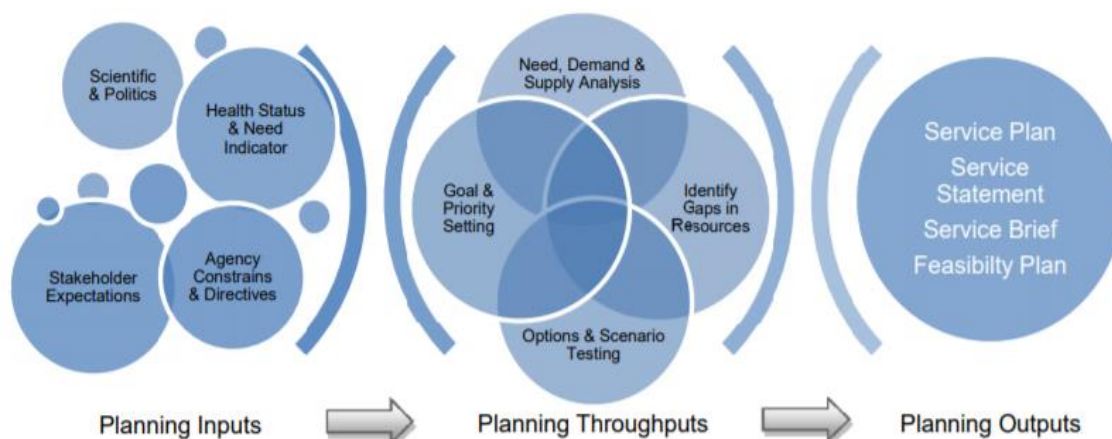 Scientific
& Politics
Health Status
& Need
Indicator
Stakeholder
Expectations
Agency
Constrains
& Directives
Need, Demand &
Supply Analysis
Goal &
Priority
Setting
Identify
Gaps in
Resources
Options & Scenario
Testing
Service Plan
Service
Statement
Service Brief
Feasibilty Plan
Planning Inputs
Planning Throughputs
Planning Outputs